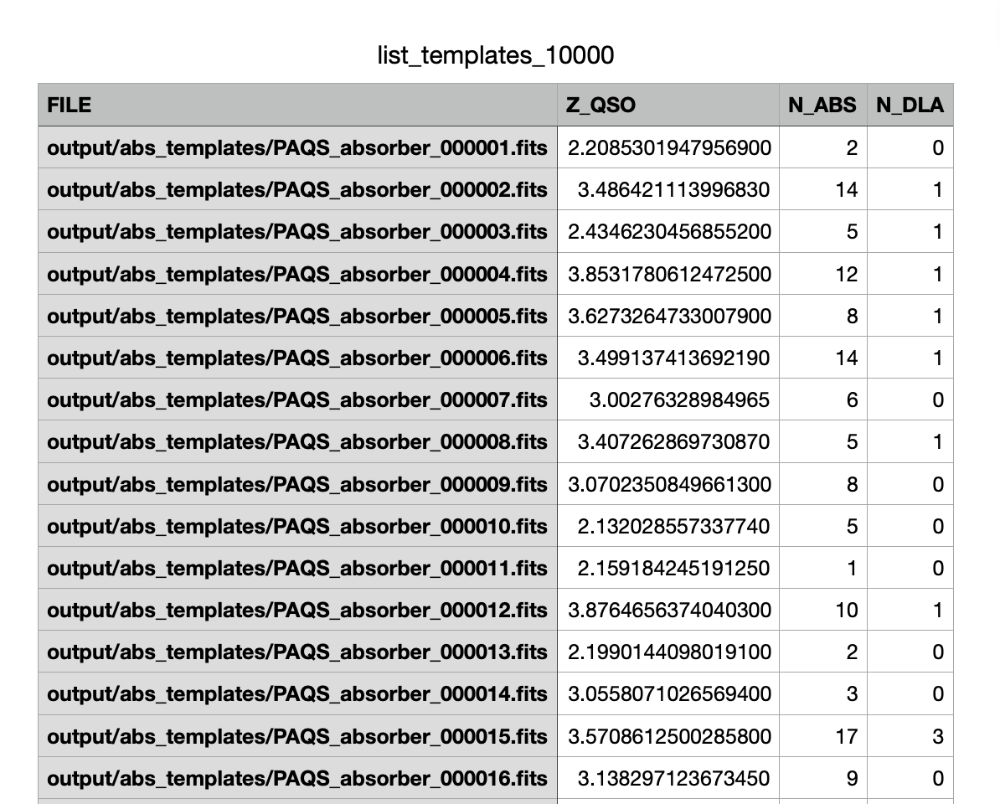 list_templates_10000
FILE Z_QSO N_ABS N_DLA
output/abs_templates/PAQS_absorber_000001.fits 2.2085301947956900 2 0
output/abs_templates/PAQS_absorber_000002.fits 3.486421113996830 14 1
output/abs_templates/PAQS_absorber_000003.fits 2.4346230456855200 5 1
output/abs_templates/PAQS_absorber_000004.fits 3.8531780612472500 12 1
output/abs_templates/PAQS_absorber_000005.fits 3.6273264733007900 8 1
output/abs_templates/PAQS_absorber_000006.fits 3.499137413692190 14 1
output/abs_templates/PAQS_absorber_000007.fits 3.00276328984965 6 0
output/abs_templates/PAQS_absorber_000008.fits 3.407262869730870 5 1
output/abs_templates/PAQS_absorber_000009.fits 3.0702350849661300 8 0
output/abs_templates/PAQS_absorber_000010.fits 2.132028557337740 5 0
output/abs_templates/PAQS_absorber_000011.fits 2.159184245191250 1 0
output/abs_templates/PAQS_absorber_000012.fits 3.8764656374040300 10 1
output/abs_templates/PAQS_absorber_000013.fits 2.1990144098019100 2 0
output/abs_templates/PAQS_absorber_000014.fits 3.0558071026569400 3 0
output/abs_templates/PAQS_absorber_000015.fits 3.5708612500285800 17 3
output/abs_templates/PAQS_absorber_000016.fits 3.138297123673450 9 0